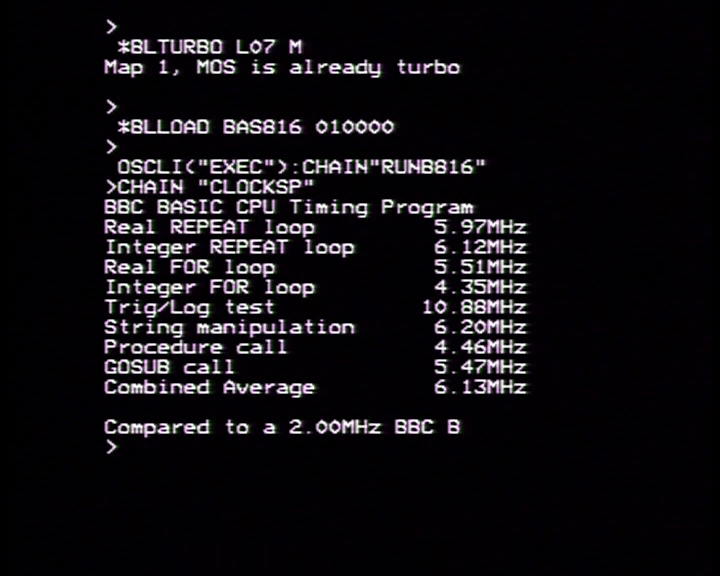 >
*BLTURBO L07 M
Map 1, MOS is already turbo
>
*BLLOAD BAS816 010000
>
OSCLI("EXEC"):CHAIN"RUNB816"
>CHAIN "CLOCKSP"
BBC BASIC CPU Timing Program
Real REPEAT loop 5.97MHz
Integer REPEAT loop 6.12MHz
Real FOR loop 5.51MHz
Integer FOR loop 4.35MHz
Trig/Log test 10.88MHz
String manipulation 6.20MHz
Procedure call 4.46MHz
GOSUB call 5.47MHz
Combined Average 6.13MHz
Compared to a 2.00MHz BBC B
>